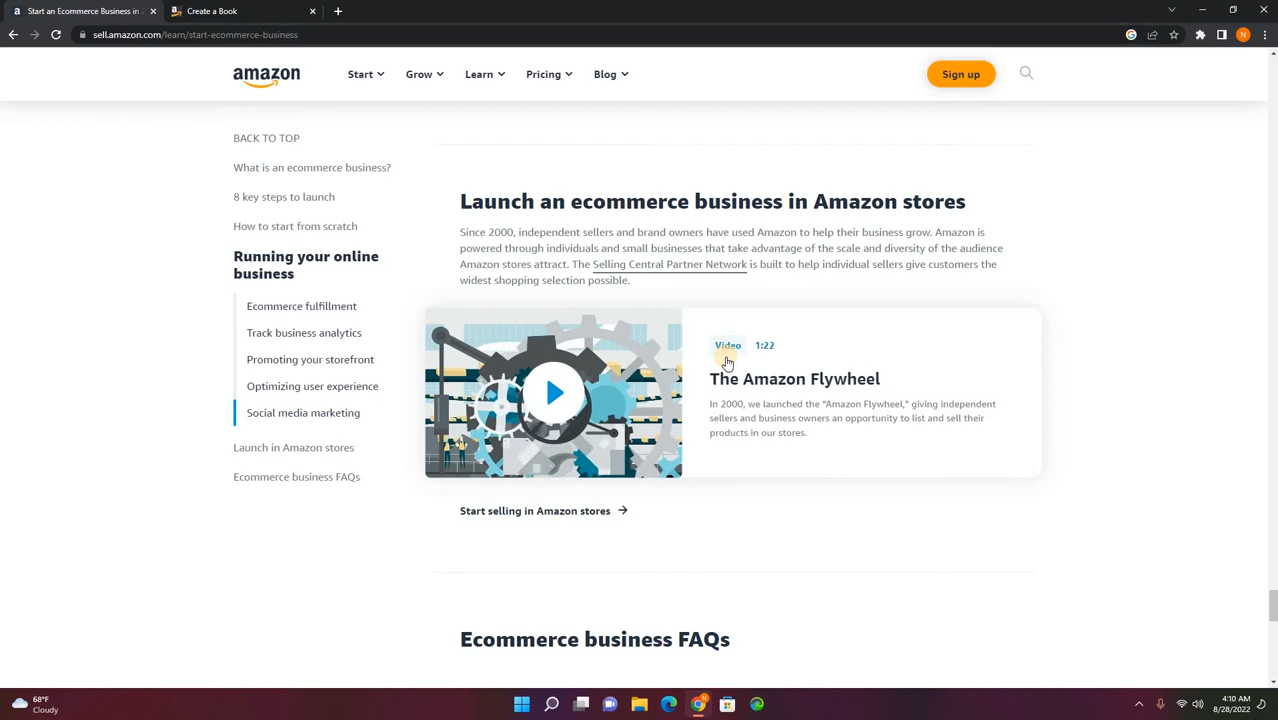 Start an Ecommerce Business in
Create a Book
sell.amazon.com/learn/start-ecommerce-business
N
amazon
Start
Grow
Learn
Pricing
Blog
Sign up
BACK TO TOP
What is an ecommerce business?
8 key steps to launch
How to start from scratch
Running your online
business
Ecommerce fulfillment
Track business analytics
Promoting your storefront
Optimizing user experience
Social media marketing
Launch in Amazon stores
Ecommerce business FAQs
Launch an ecommerce business in Amazon stores
Since 2000, independent sellers and brand owners have used Amazon to help their business grow. Amazon is
powered through individuals and small businesses that take advantage of the scale and diversity of the audience
Amazon stores attract. The Selling Central Partner Network is built to help individual sellers give customers the
widest shopping selection possible.
Video 1:22
The Amazon Flywheel
In 2000, we launched the “Amazon Flywheel,” giving independent
sellers and business owners an opportunity to list and sell their
products in our stores.
Start selling in Amazon stores
Ecommerce business FAQs
68°F
Cloudy
4:10 AM
8/28/2022